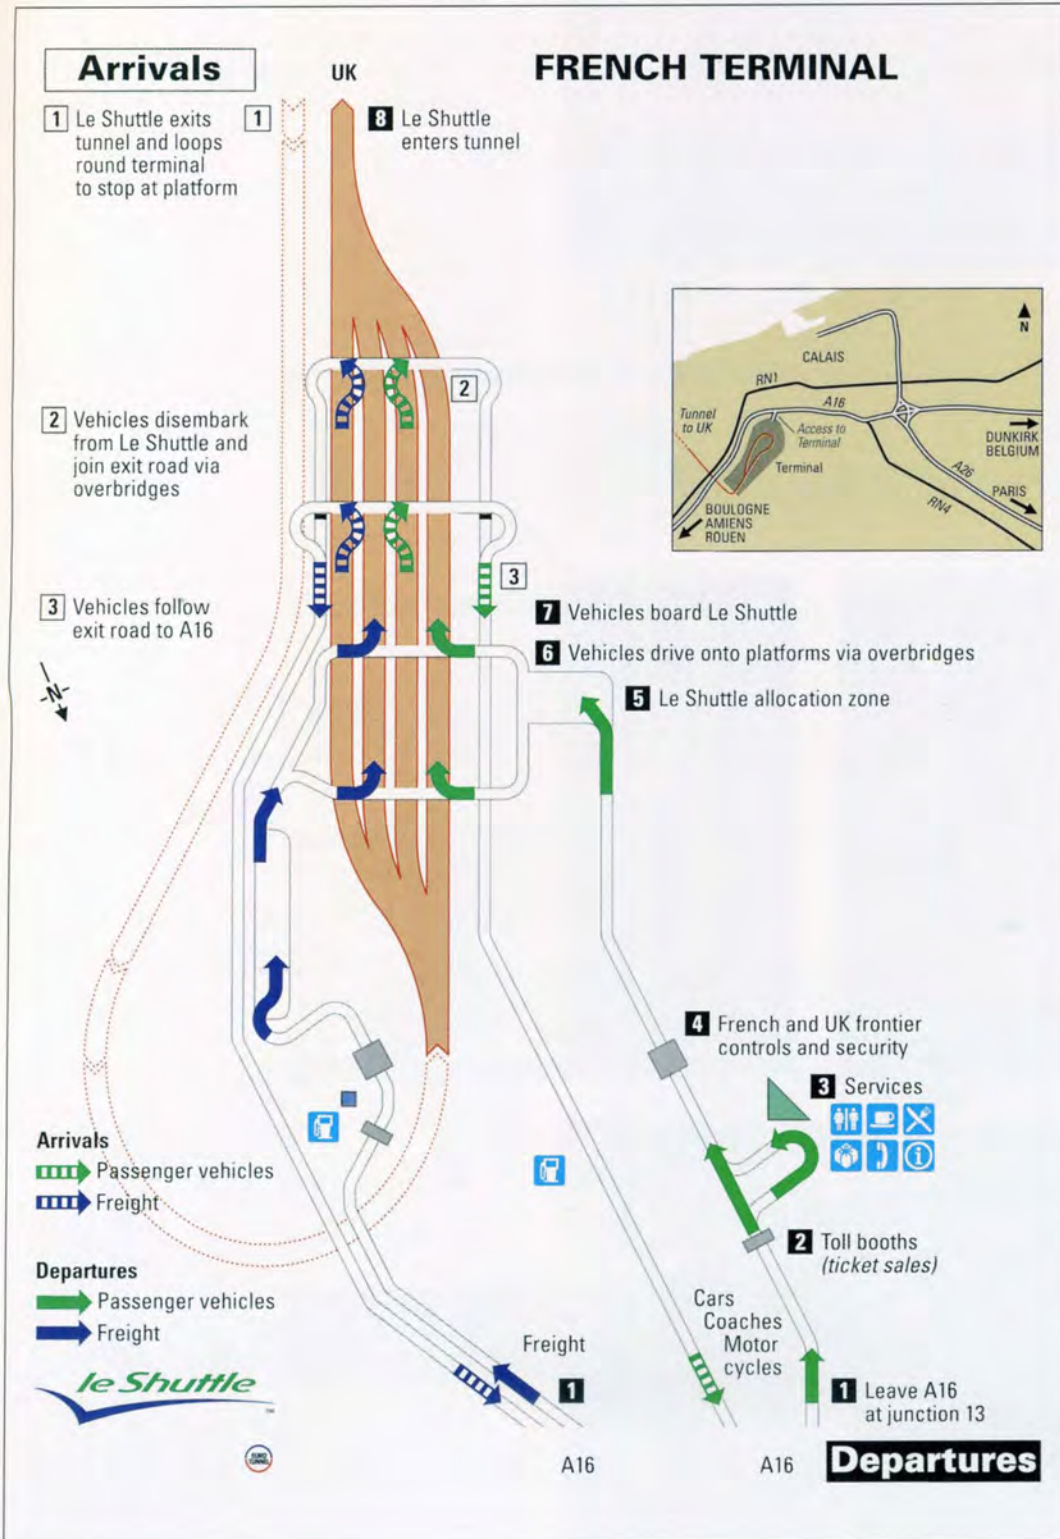 Arrivals
UK
FRENCH TERMINAL
1 Le Shuttle exits
tunnel and loops
round terminal
to stop at platform
1
8 Le Shuttle
enters tunnel
2
2 Vehicles disembark
from Le Shuttle and
join exit road via
overbridges
N
CALAIS
RN1
A16
Tunnel
to UK
Access to
Terminal
Terminal
DUNKIRK
BELGIUM
A26
PARIS
RN4
BOULOGNE
AMIENS
ROUEN
3
3 Vehicles follow
exit road to A16
-N-
7 Vehicles board Le Shuttle
6 Vehicles drive onto platforms via overbridges
5 Le Shuttle allocation zone
4 French and UK frontier
controls and security
3 Services
i
2 Toll booths
(ticket sales)
Arrivals
Passenger vehicles
Freight
Departures
Passenger vehicles
Freight
le Shuttle
TM
EURO
TUNNEL
Freight
1
Cars
Coaches
Motor
cycles
1 Leave A16
at junction 13
A16
A16
Departures